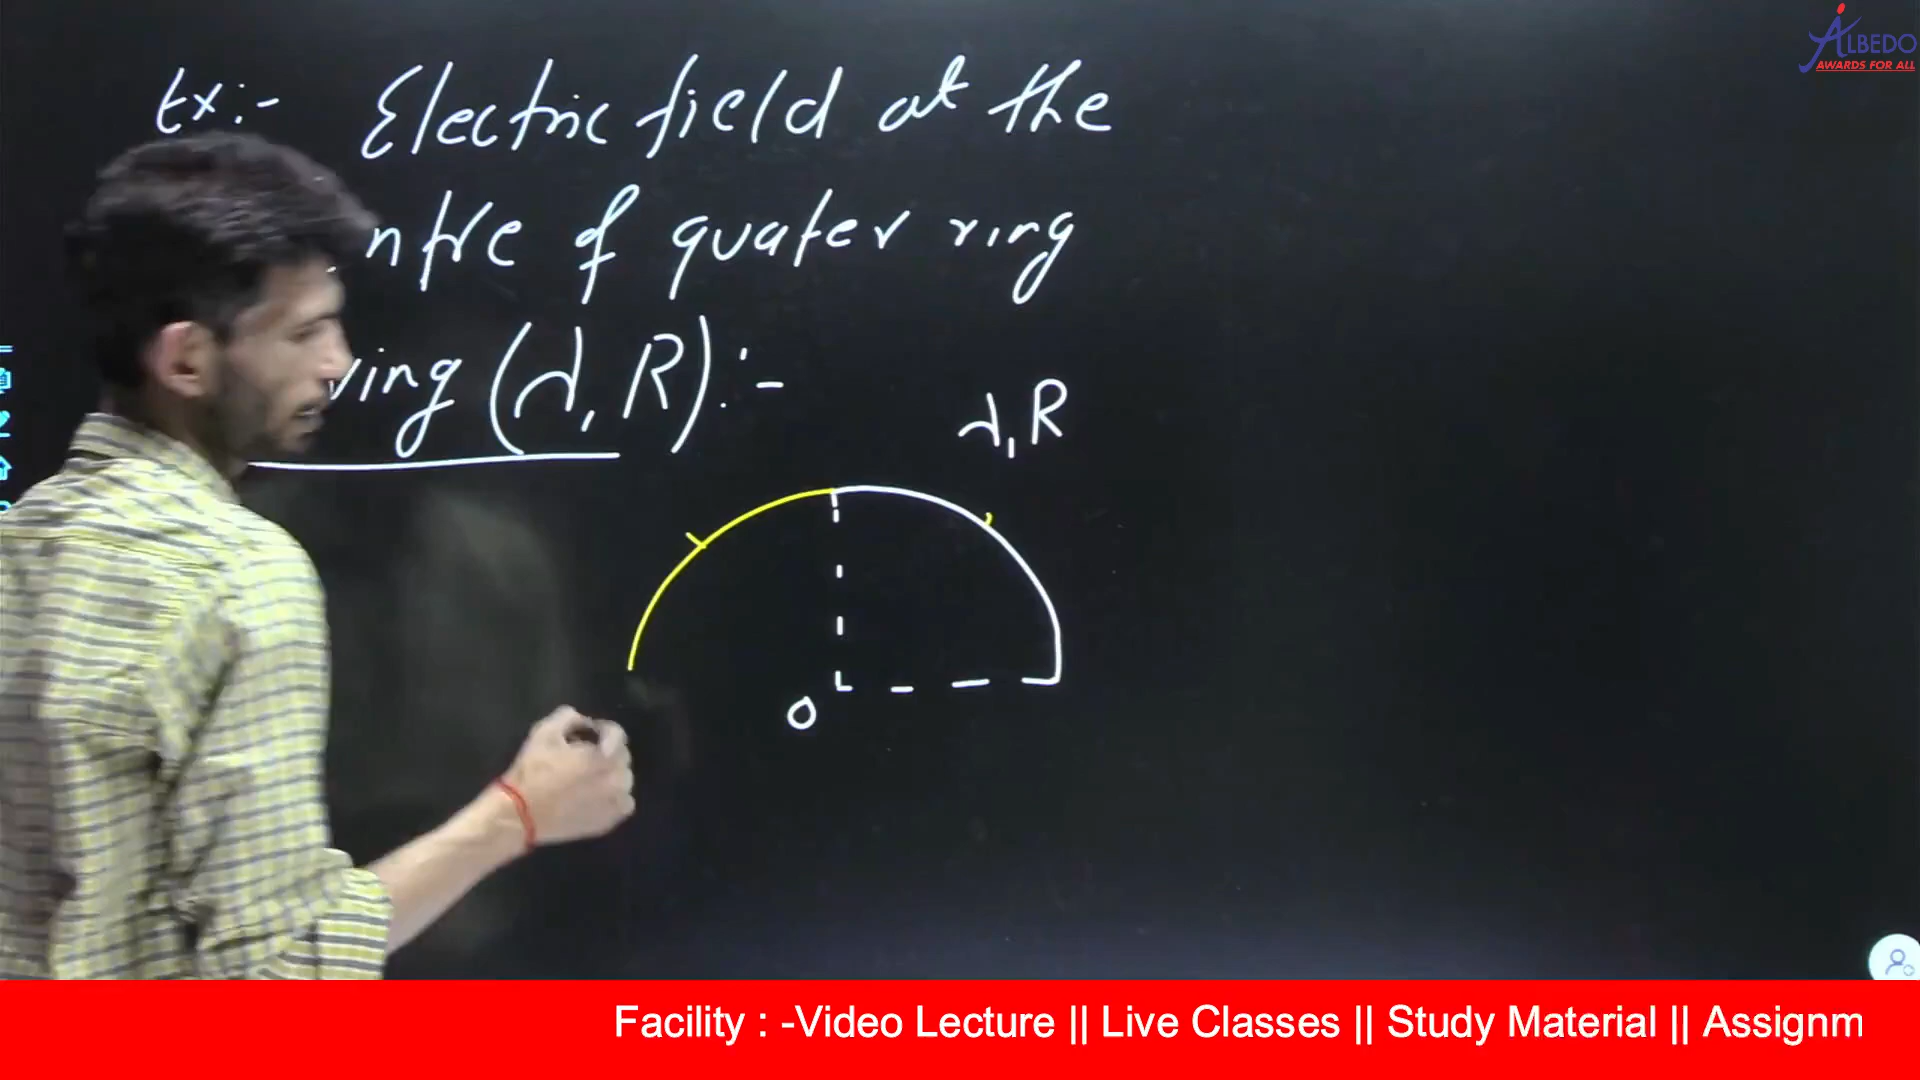 Ex:- Electric field at the
ntre of quater ring
ving (λ, R):-
λ, R
O
ALBEDO
AWARDS FOR ALL
Facility : -Video Lecture || Live Classes || Study Material || Assignm